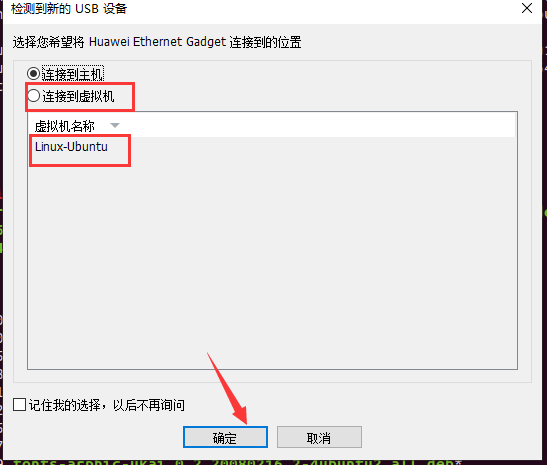 检测到新的 USB 设备
选择您希望将 Huawei Ethernet Gadget 连接到的位置
连接到主机
连接到虚拟机
虚拟机名称
Linux-Ubuntu
记住我的选择，以后不再询问
确定
取消